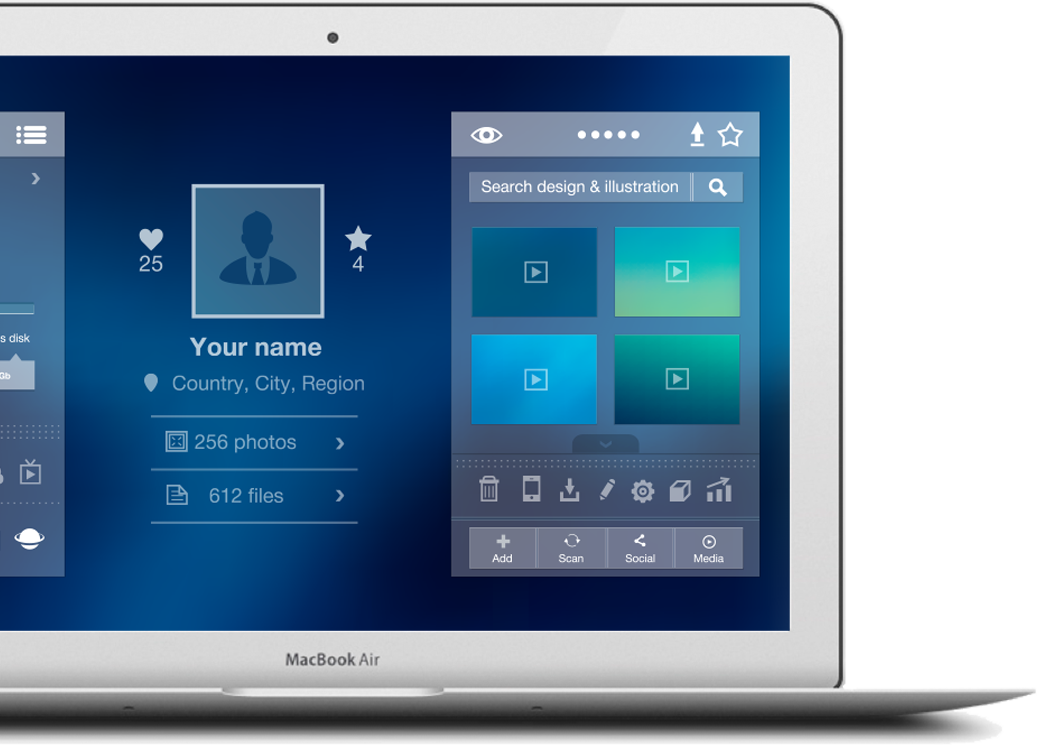 Search design & illustration
25
4
s disk
Gb
Your name
Country, City, Region
256 photos
612 files
Add
Scan
Social
Media
MacBook Air